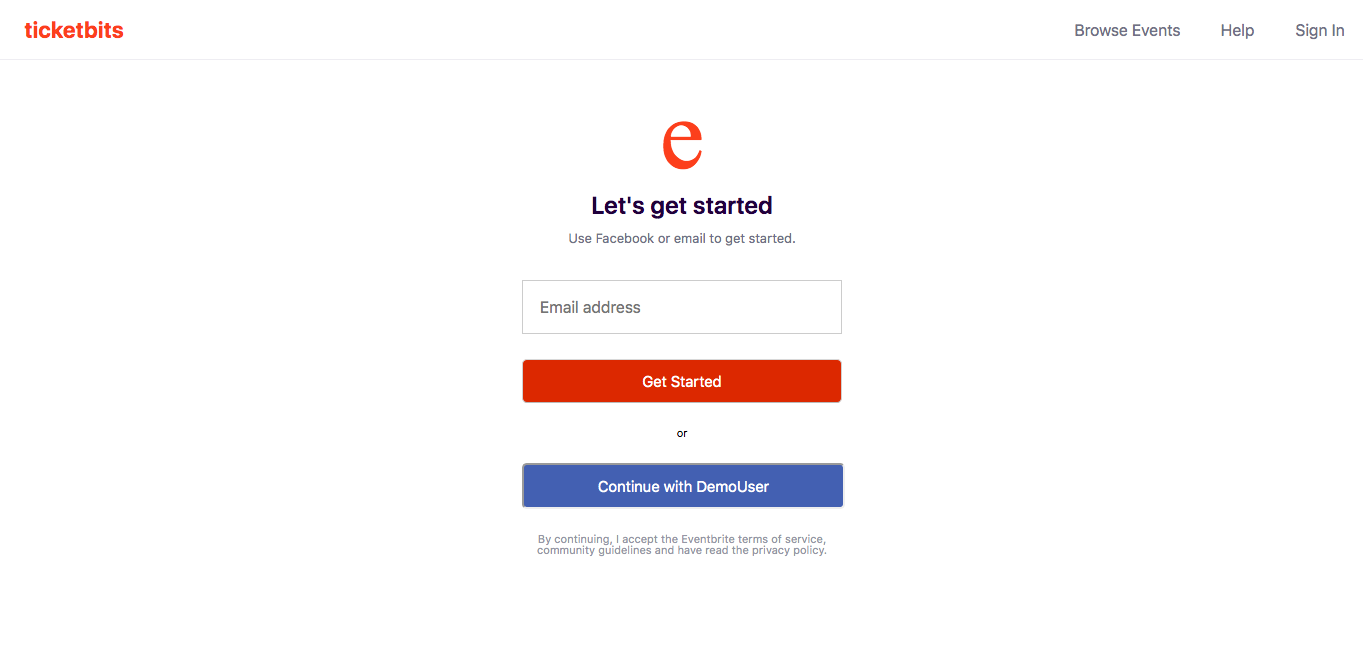 ticketbits
Browse Events
Help
Sign In
e
Let's get started
Use Facebook or email to get started.
Email address
Get Started
or
Continue with DemoUser
By continuing, I accept the Eventbrite terms of service,
community guidelines and have read the privacy policy.